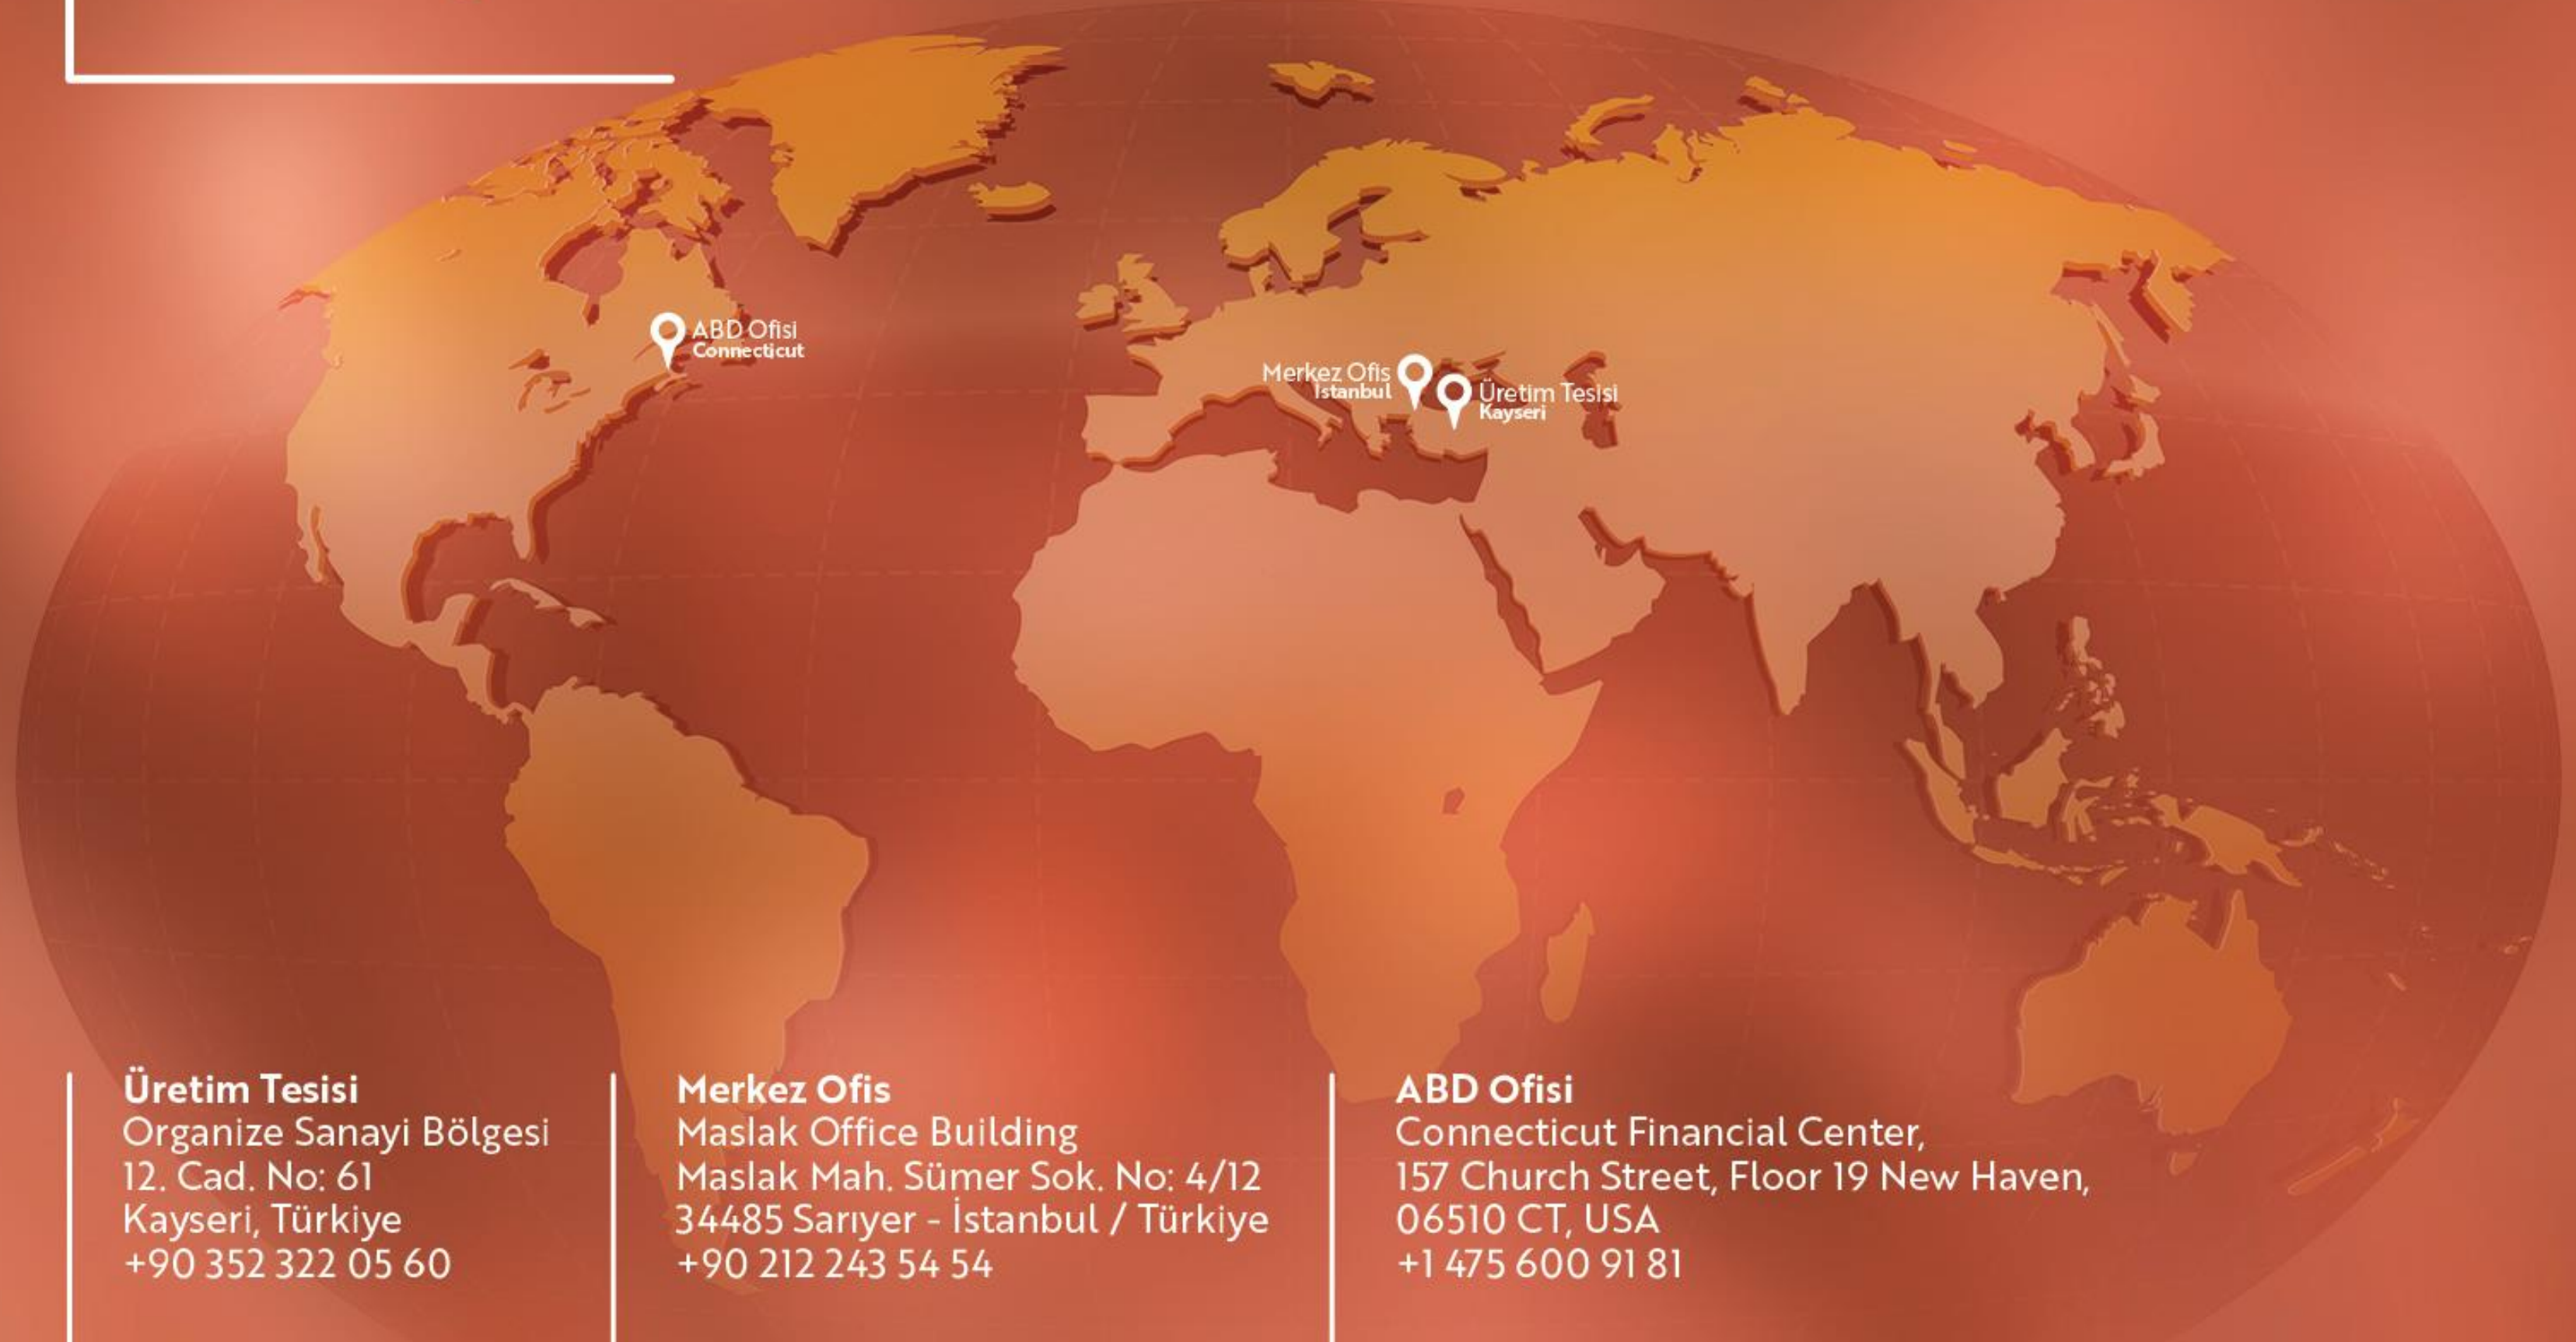 ABD Ofisi
Connecticut
Merkez Ofis
İstanbul
Üretim Tesisi
Kayseri
Üretim Tesisi
Organize Sanayi Bölgesi
12. Cad. No: 61
Kayseri, Türkiye
+90 352 322 05 60
Merkez Ofis
Maslak Office Building
Maslak Mah. Sümer Sok. No: 4/12
34485 Sarıyer - İstanbul / Türkiye
+90 212 243 54 54
ABD Ofisi
Connecticut Financial Center,
157 Church Street, Floor 19 New Haven,
06510 CT, USA
+1 475 600 91 81